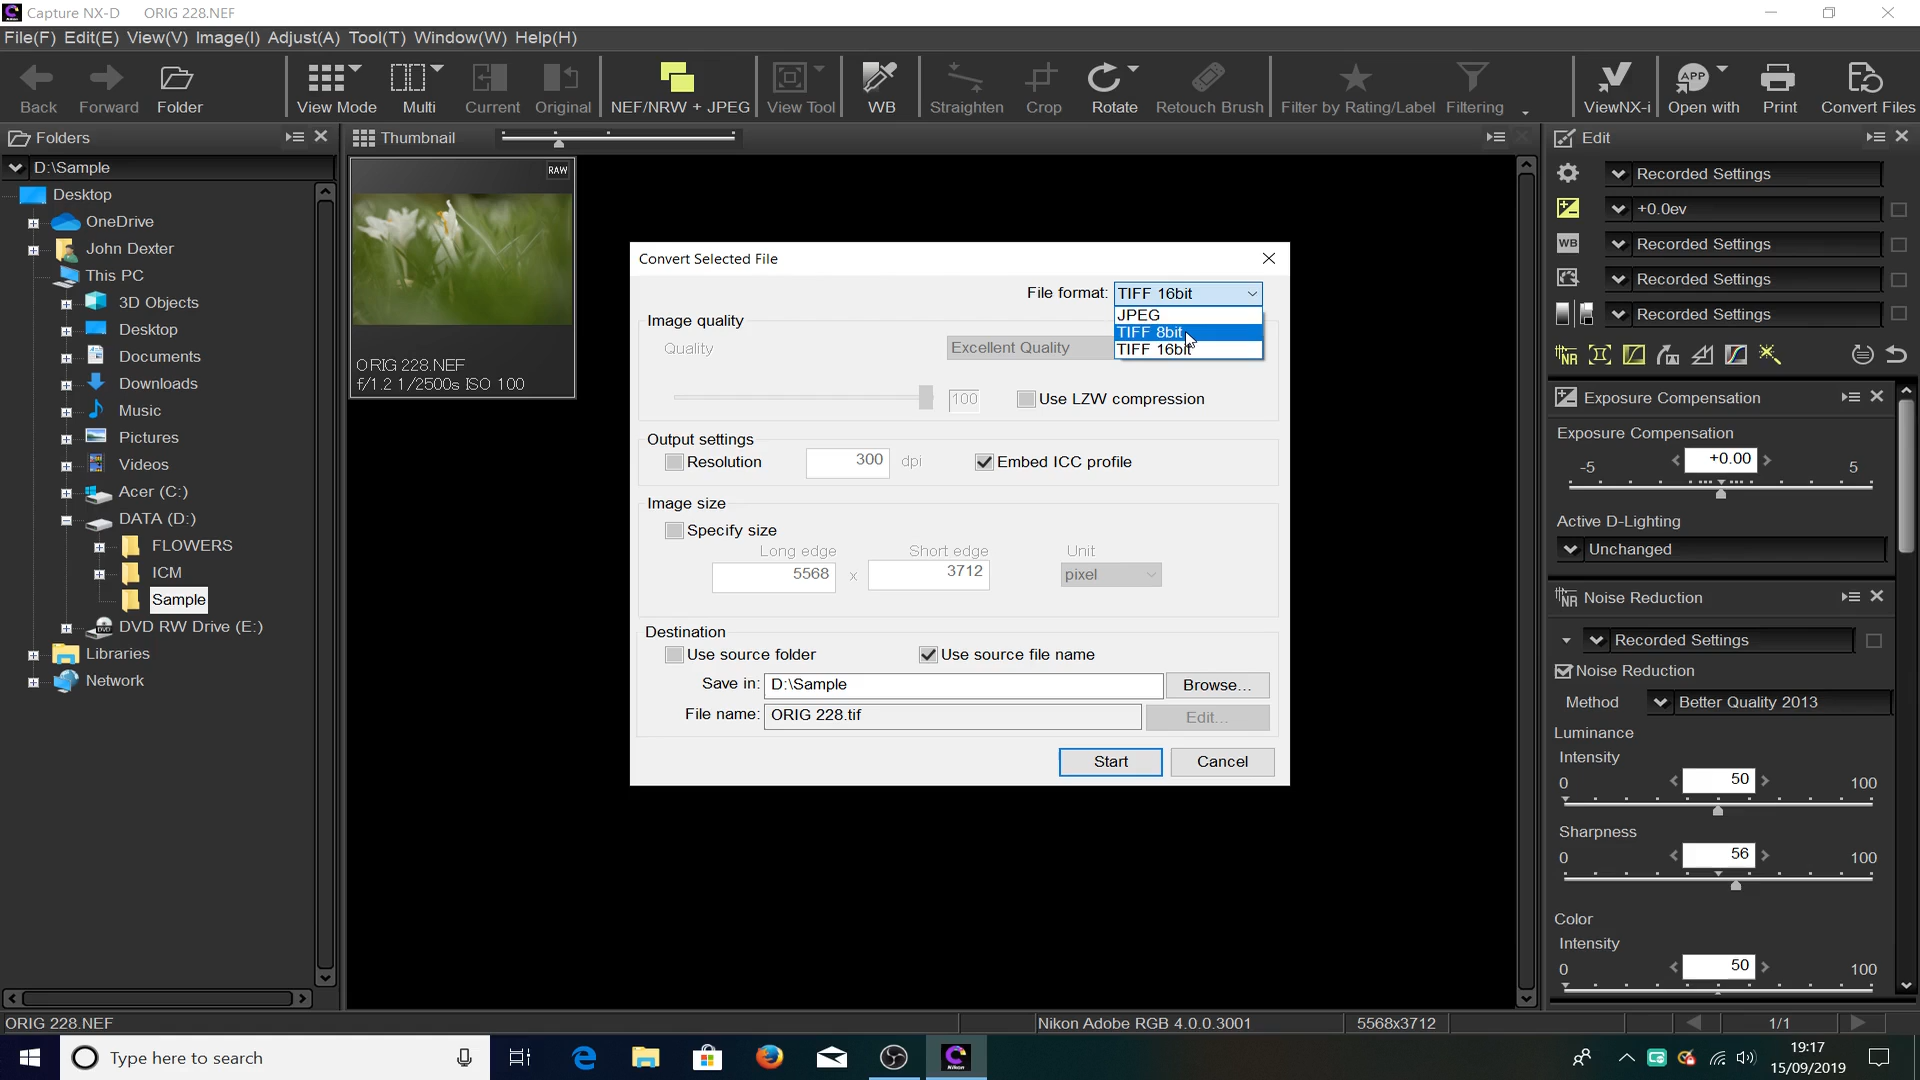 Capture NX-D ORIG 228.NEF
File(F) Edit(E) View(V) Image(I) Adjust(A) Tool(T) Window(W) Help(H)
Back Forward Folder View Mode Multi Current Original NEF/NRW + JPEG View Tool WB Straighten Crop Rotate Retouch Brush Filter by Rating/Label Filtering ViewNX-i Open with Print Convert Files
Folders
D:\Sample
Desktop
OneDrive
John Dexter
This PC
3D Objects
Desktop
Documents
Downloads
Music
Pictures
Videos
Acer (C:)
DATA (D:)
FLOWERS
ICM
Sample
DVD RW Drive (E:)
Libraries
Network
Thumbnail
RAW
ORIG 228.NEF
f/1.2 1/2500s ISO 100
Convert Selected File
File format: TIFF 16bit
JPEG
TIFF 8bit
TIFF 16bit
Image quality
Quality Excellent Quality
100 Use LZW compression
Output settings
Resolution 300 dpi Embed ICC profile
Image size
Specify size
Long edge Short edge Unit
5568 x 3712 pixel
Destination
Use source folder Use source file name
Save in: D:\Sample Browse...
File name: ORIG 228.tif Edit...
Start Cancel
Edit
Recorded Settings
+0.0ev
WB Recorded Settings
Recorded Settings
Recorded Settings
NR
Exposure Compensation
Exposure Compensation
+0.00
-5 5
Active D-Lighting
Unchanged
NR Noise Reduction
Recorded Settings
Noise Reduction
Method Better Quality 2013
Luminance
Intensity
0 50 100
Sharpness
0 56 100
Color
Intensity
0 50 100
ORIG 228.NEF Nikon Adobe RGB 4.0.0.3001 5568x3712 1/1
Type here to search
19:17
15/09/2019